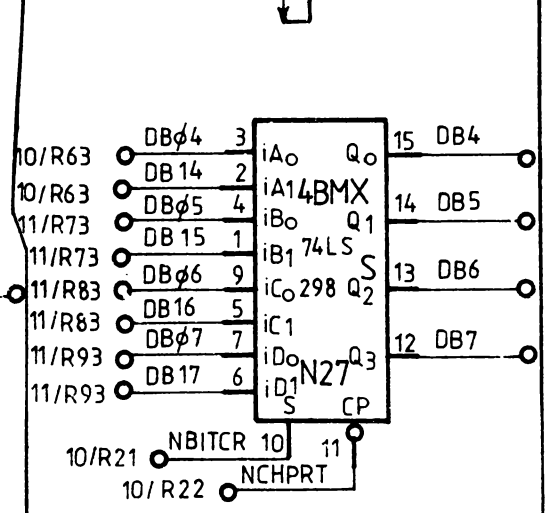 10/R63 DBø4 3 iA0 Q0 15 DB4
10/R63 DB14 2 iA1 4BMX
11/R73 DBø5 4 iB0 Q1 14 DB5
11/R73 DB15 1 iB1 74LS S
11/R83 DBø6 9 iC0 298 Q2 13 DB6
11/R83 DB16 5 iC1
11/R93 DBø7 7 iD0 N27 Q3 12 DB7
11/R93 DB17 6 iD1
S CP
10/R21 NBITCR 10 11
10/R22 NCHPRT